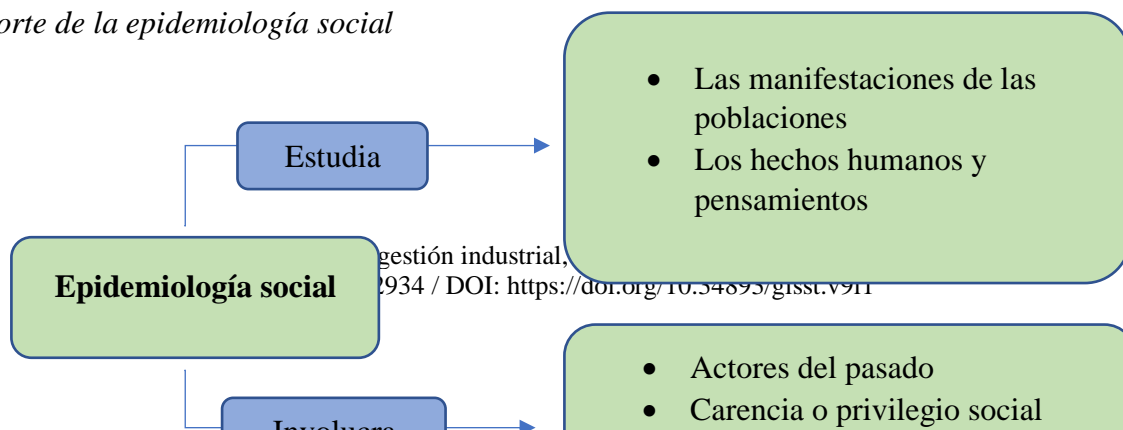 orte de la epidemiología social
• Las manifestaciones de las
poblaciones
• Los hechos humanos y
pensamientos
Estudia
gestión industrial,
2934 / DOI: https://doi.org/10.34893/gisst.v9i1
Epidemiología social
• Actores del pasado
• Carencia o privilegio social
Involucra